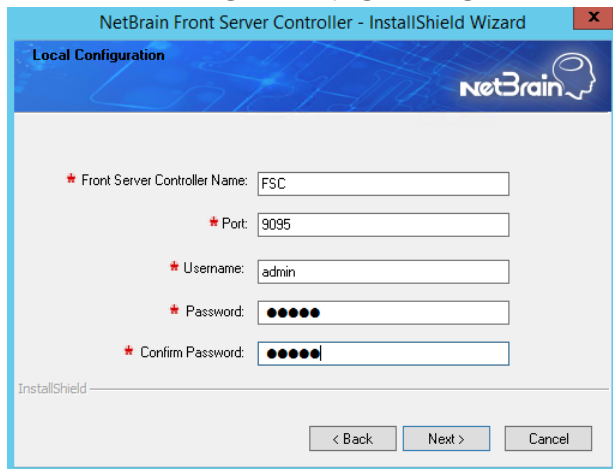 NetBrain Front Server Controller - InstallShield Wizard x
Local Configuration
NetBrain
* Front Server Controller Name: FSC
* Port: 9095
* Username: admin
* Password: ●●●●●
* Confirm Password: ●●●●●
InstallShield
< Back Next > Cancel